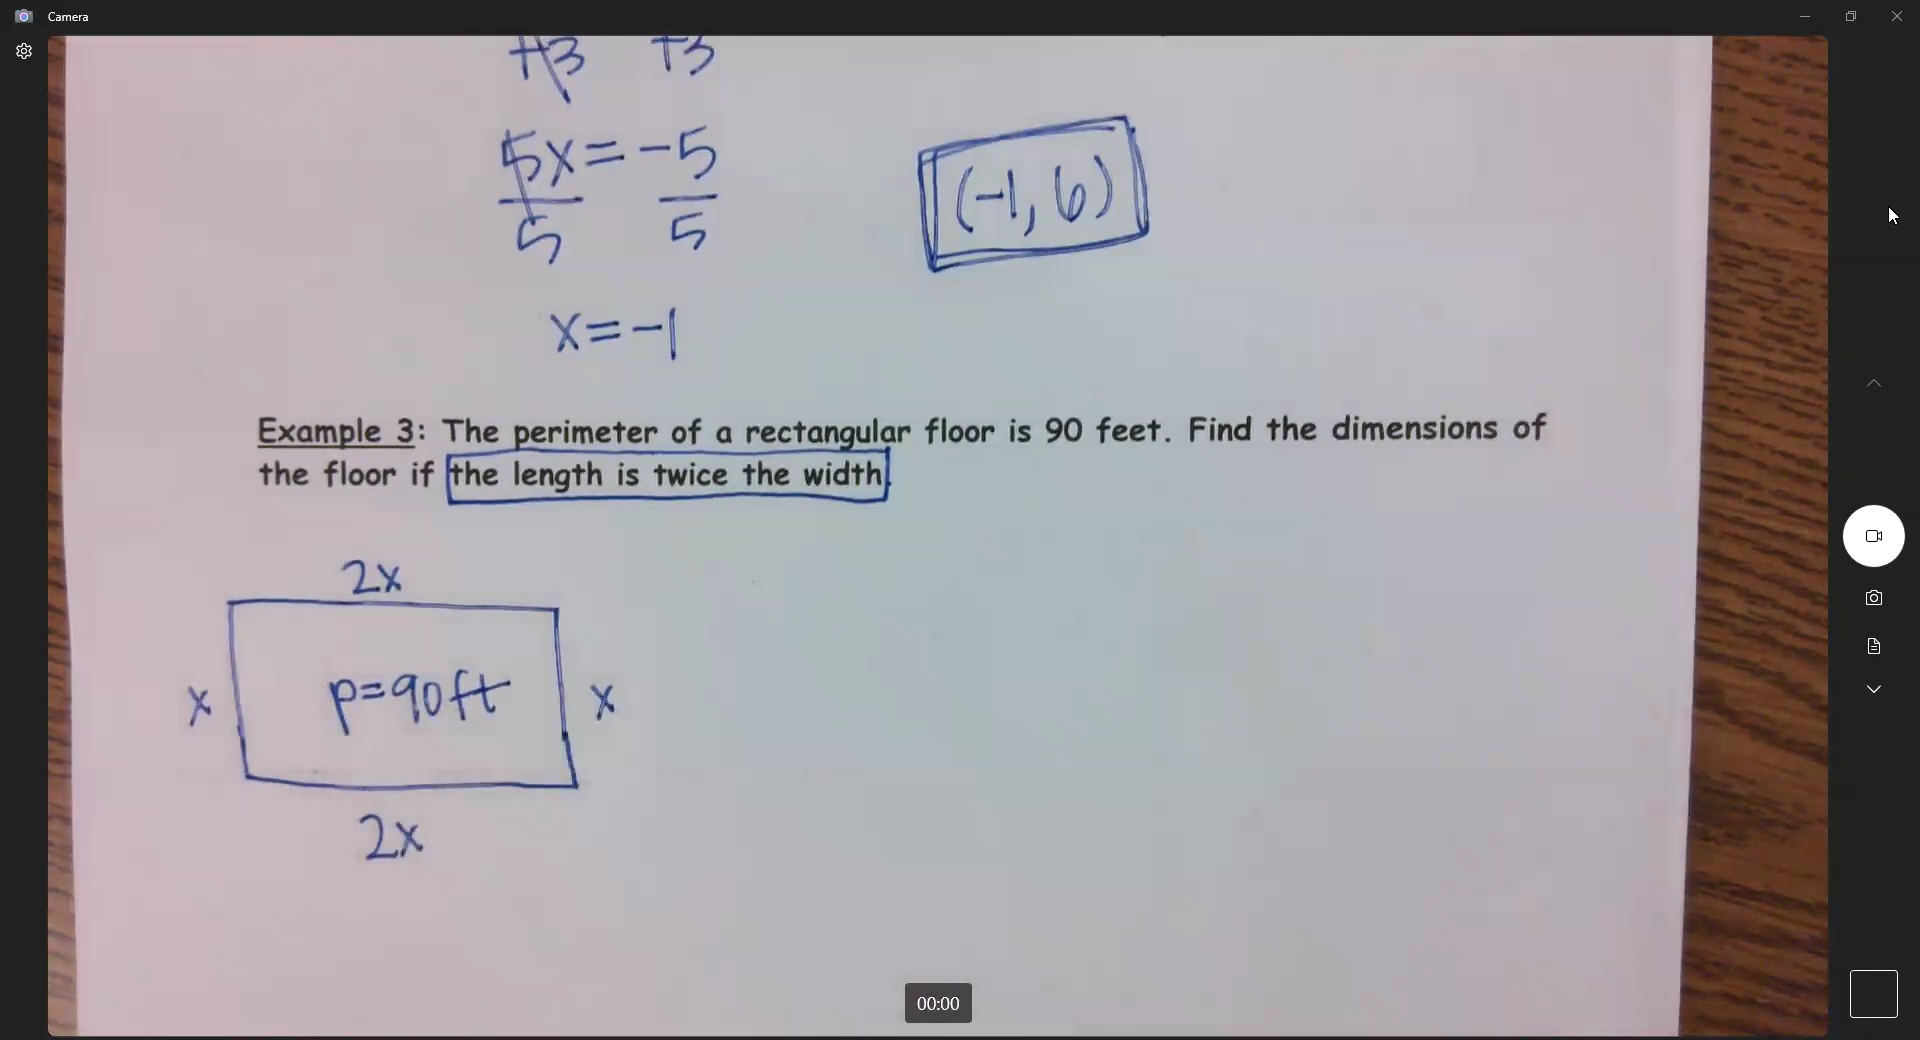 Camera
+3 +3
5x = -5
5 5
(-1, 6)
x = -1
Example 3: The perimeter of a rectangular floor is 90 feet. Find the dimensions of
the floor if the length is twice the width.
2x
x p=90ft x
2x
00:00